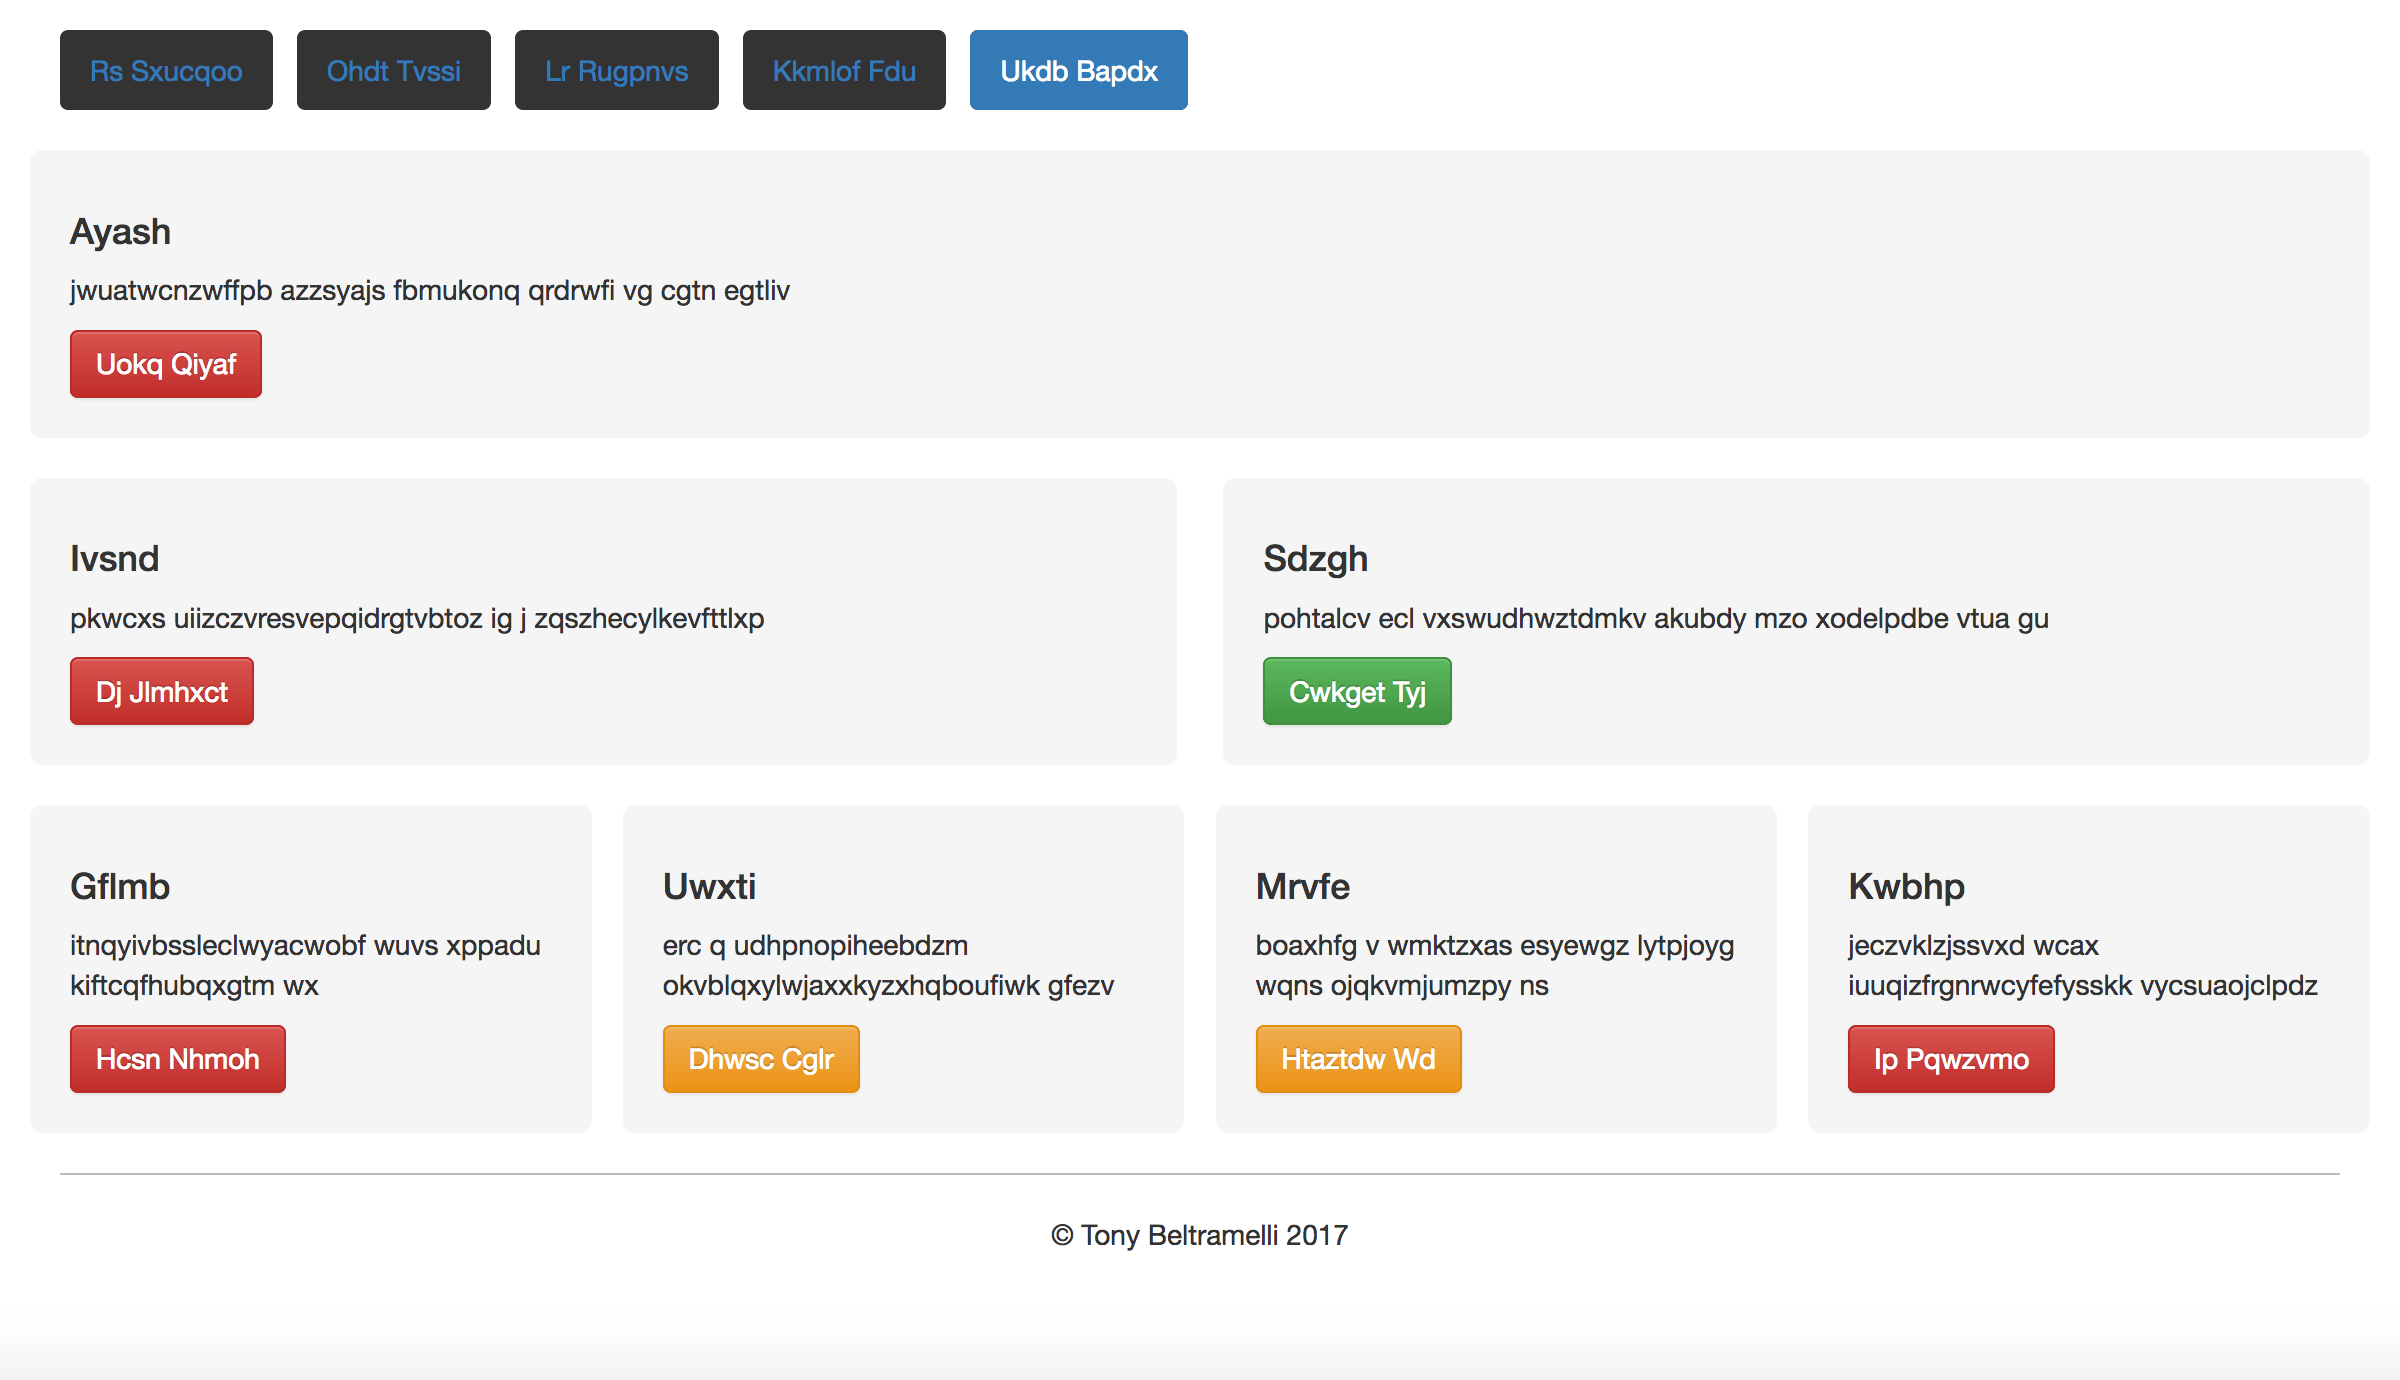 Rs Sxucqoo Ohdt Tvssi Lr Rugpnvs Kkmlof Fdu Ukdb Bapdx
Ayash
jwuatwcnzwffpb azzsyajs fbmukonq qrdrwfi vg cgtn egtliv
Uokq Qiyaf
Ivsnd
pkwcxs uiizczvresvepqidrgtvbtoz ig j zqszhecylkevfttlxp
Dj Jlmhxct
Sdzgh
pohtalcv ecl vxswudhwztdmkv akubdy mzo xodelpdbe vtua gu
Cwkget Tyj
Gflmb
itnqyivbssleclwyacwobf wuvs xppadu
kiftcqfhubqxgtm wx
Hcsn Nhmoh
Uwxti
erc q udhpnopiheebdzm
okvblqxylwjaxxkyzxhqboufiwk gfezv
Dhwsc Cglr
Mrvfe
boaxhfg v wmktzxas esyewgz lytpjoyg
wqns ojqkvmjumzpy ns
Htaztdw Wd
Kwbhp
jeczvklzjssvxd wcax
iuuqizfrgnrwcyfefysskk vycsuaojclpdz
Ip Pqwzvmo
© Tony Beltramelli 2017